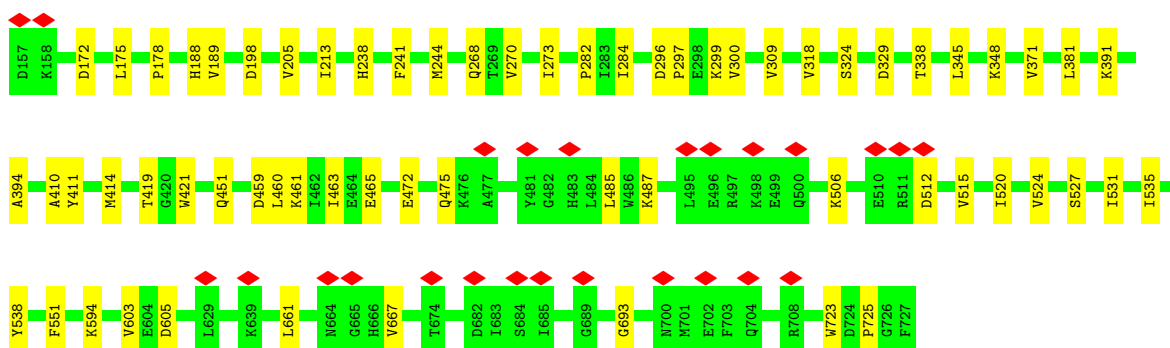 D157 K158 D172 L175 P178 H188 V189 D198 V205 I213 H238 F241 M244 Q268 T269 V270 I273 P282 I283 I284 D296 P297 E298 K299 V300 V309 V318 S324 D329 T338 L345 K348 V371 L381 K391
A394 A410 Y411 M414 T419 G420 W421 Q451 D459 L460 K461 I462 I463 E464 E465 E472 Q475 K476 A477 Y481 G482 H483 L484 L485 W486 K487 L495 E496 R497 K498 E499 Q500 K506 E510 R511 D512 V515 I520 V524 S527 I531 I535
Y538 F551 K594 V603 E604 D605 L629 K639 L661 N664 G665 H666 V667 T674 D682 I683 S684 I685 G689 G693 N700 M701 E702 F703 Q704 R708 W723 D724 P725 G726 F727